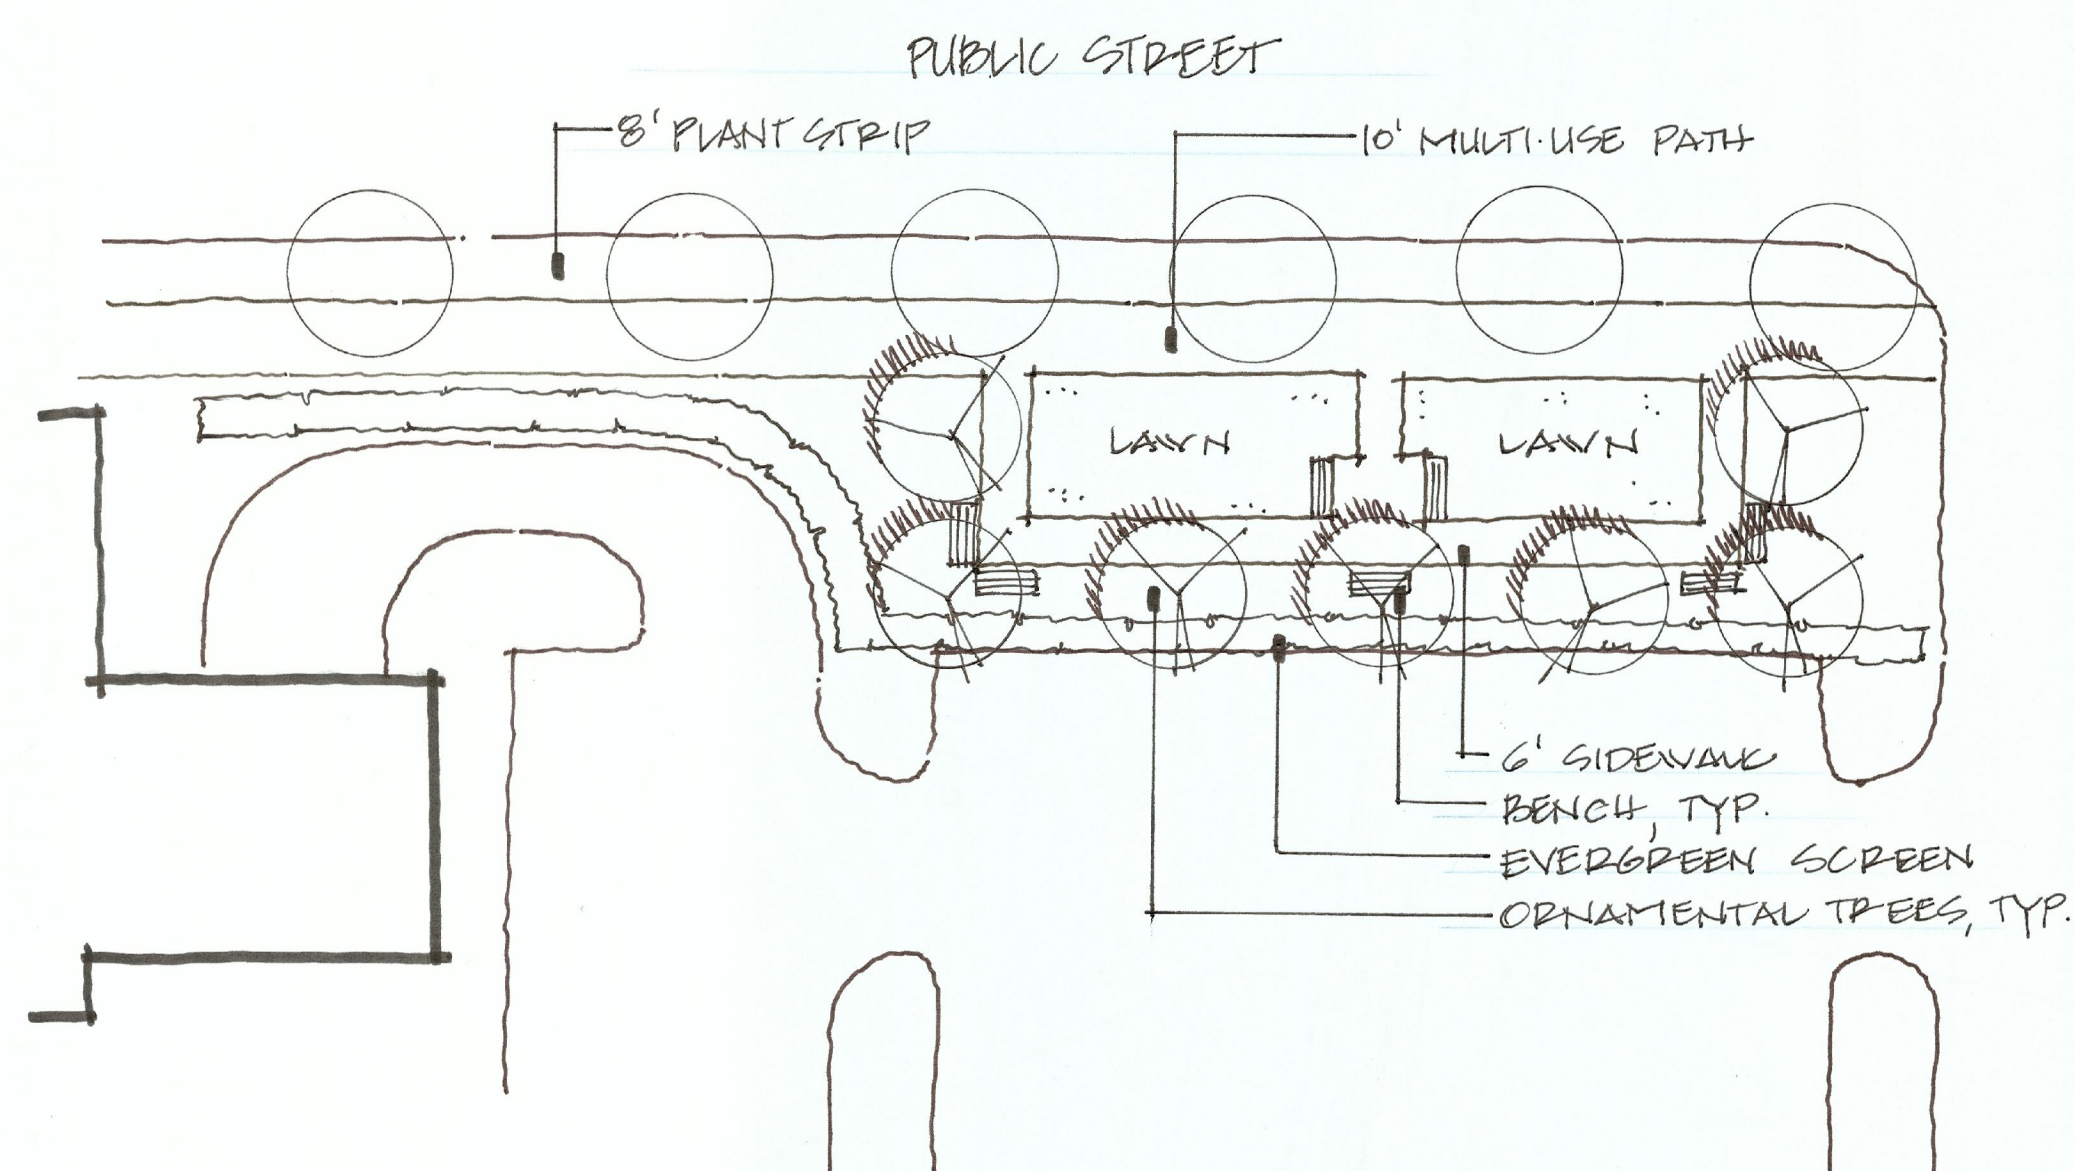 PUBLIC STREET
8' PLANT STRIP
10' MULTI·USE PATH
LAWN
LAWN
6' SIDEWALK
BENCH, TYP.
EVERGREEN SCREEN
ORNAMENTAL TREES, TYP.